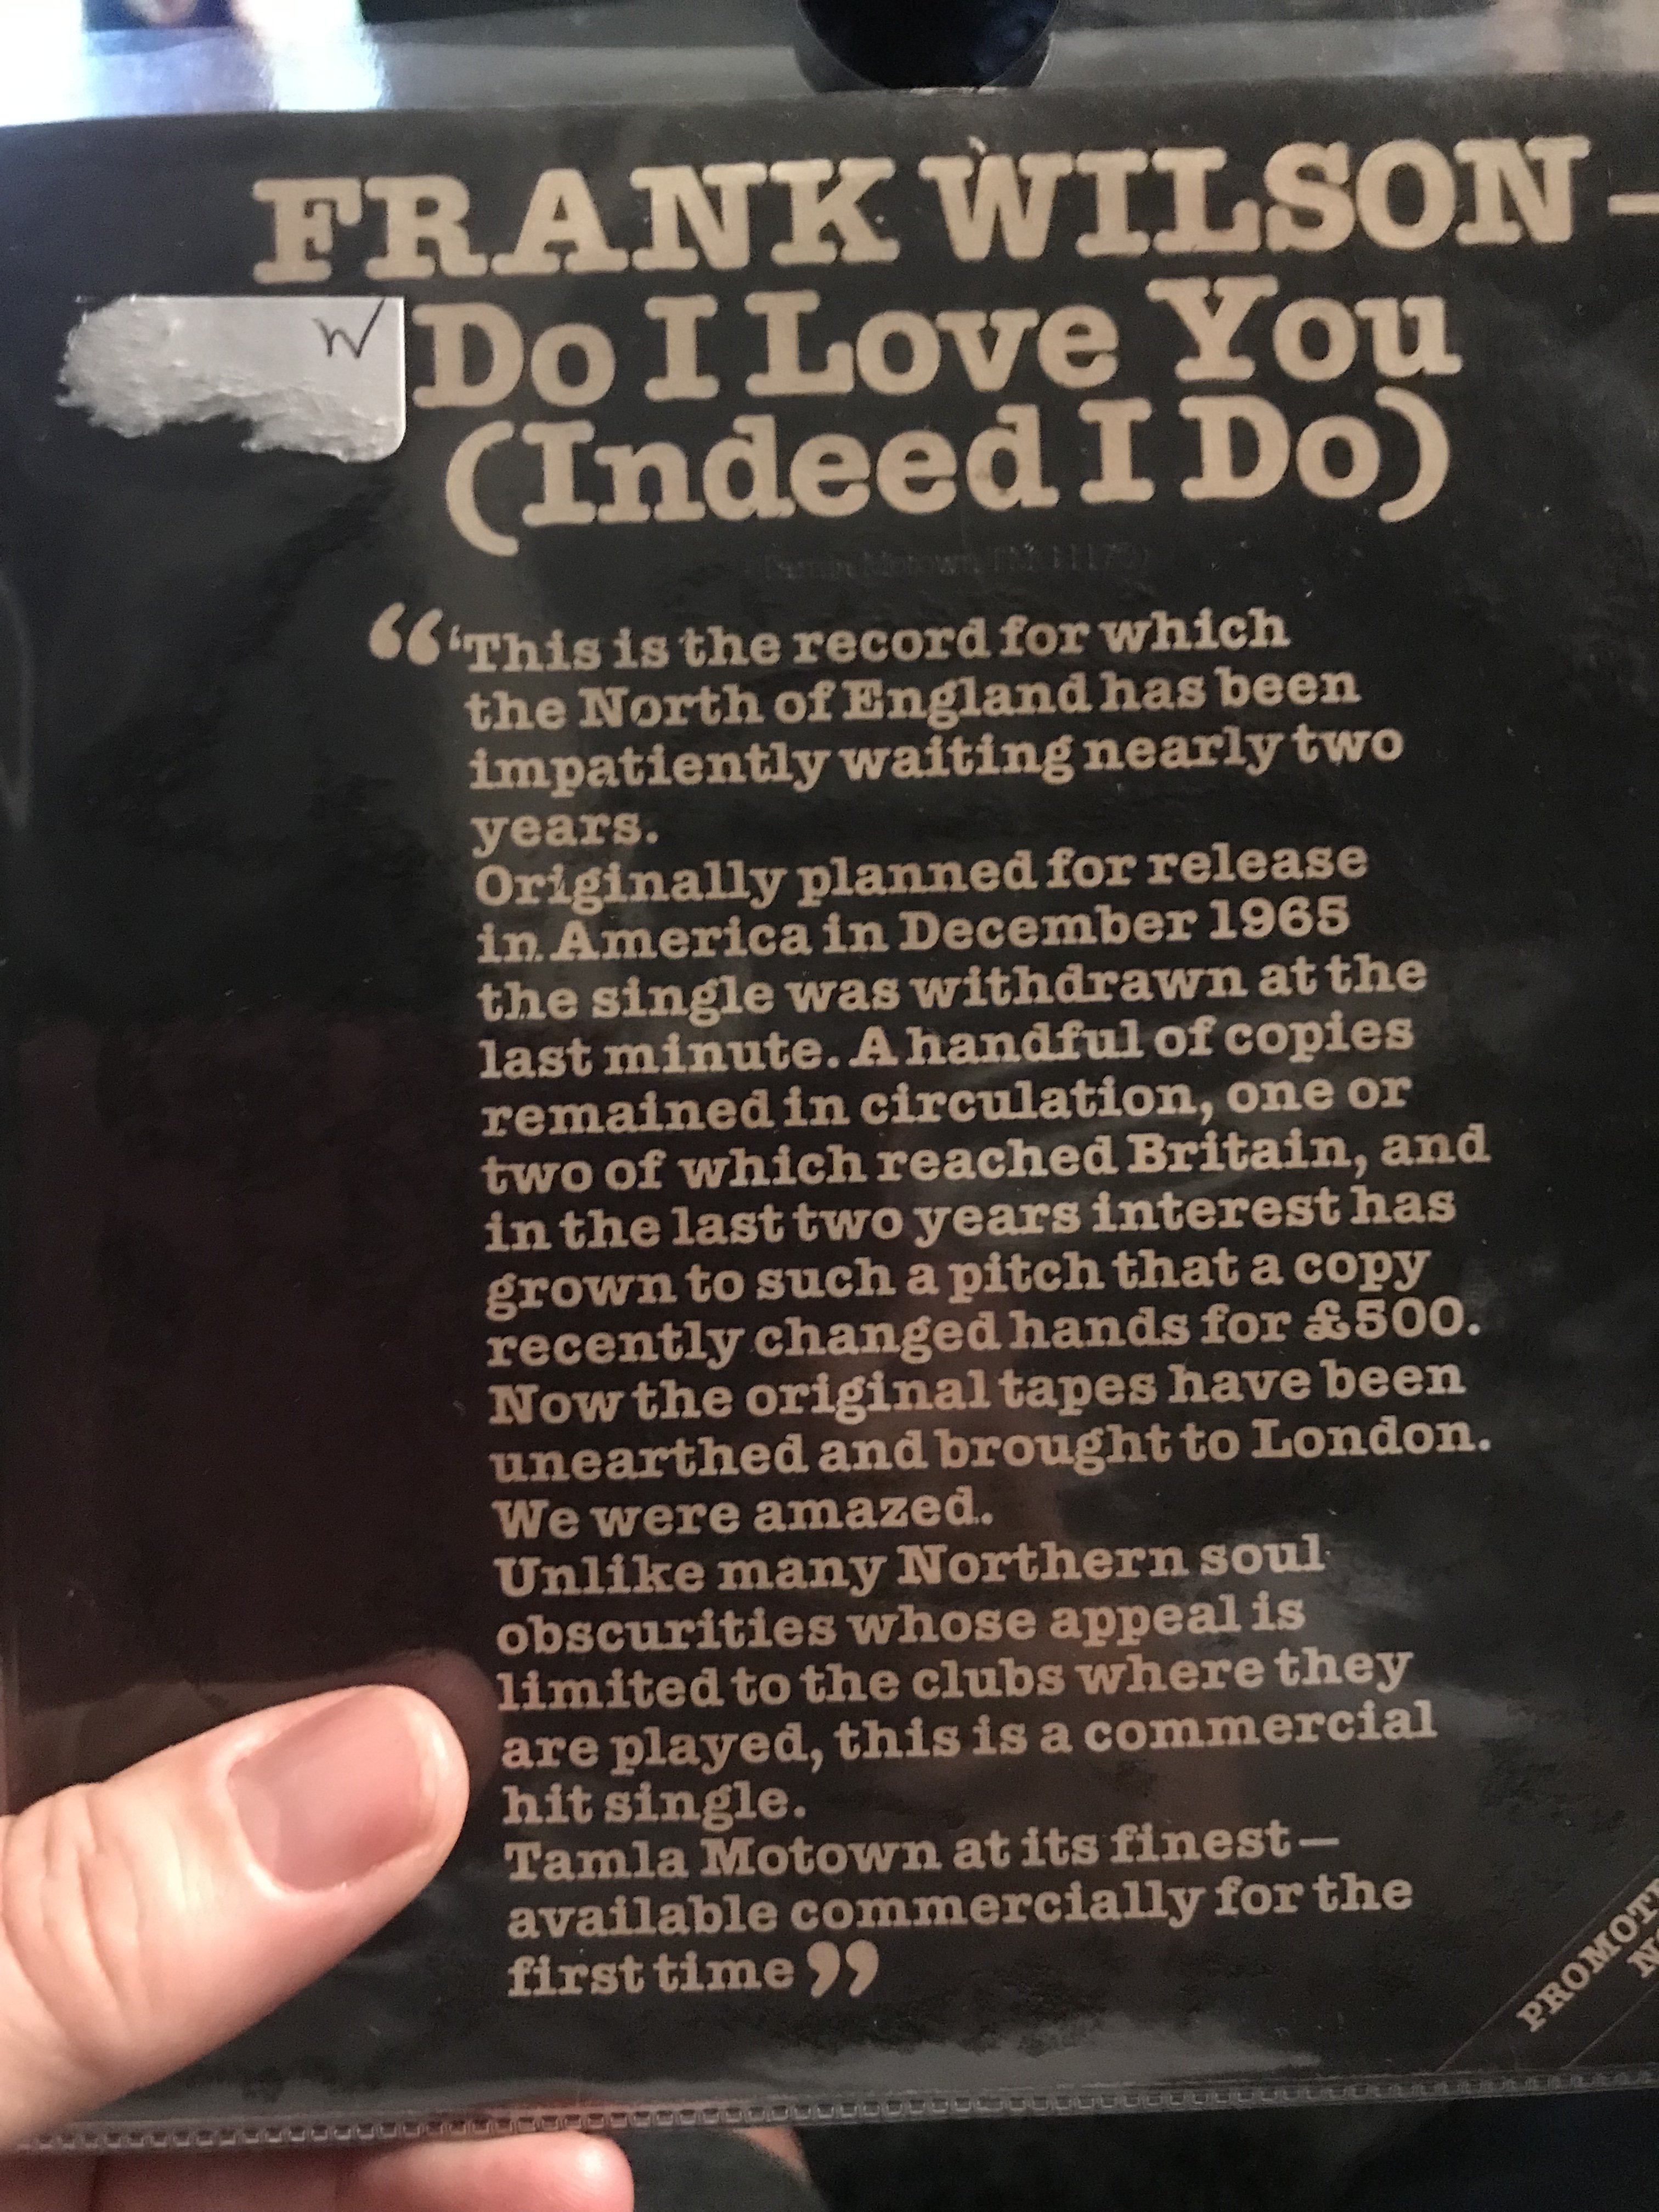 FRANK WILSON –
W
Do I Love You
(Indeed I Do)
“‘This is the record for which
the North of England has been
impatiently waiting nearly two
years.
Originally planned for release
in America in December 1965
the single was withdrawn at the
last minute. A handful of copies
remained in circulation, one or
two of which reached Britain, and
in the last two years interest has
grown to such a pitch that a copy
recently changed hands for £500.
Now the original tapes have been
unearthed and brought to London.
We were amazed.
Unlike many Northern soul
obscurities whose appeal is
limited to the clubs where they
are played, this is a commercial
hit single.
Tamla Motown at its finest—
available commercially for the
first time”